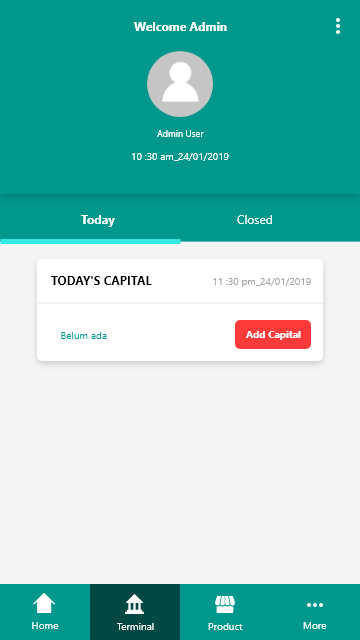 Welcome Admin
Admin User
10 :30 am_24/01/2019
Today
Closed
TODAY'S CAPITAL
11 :30 pm_24/01/2019
Belum ada
Add Capital
Home
Terminal
Product
More